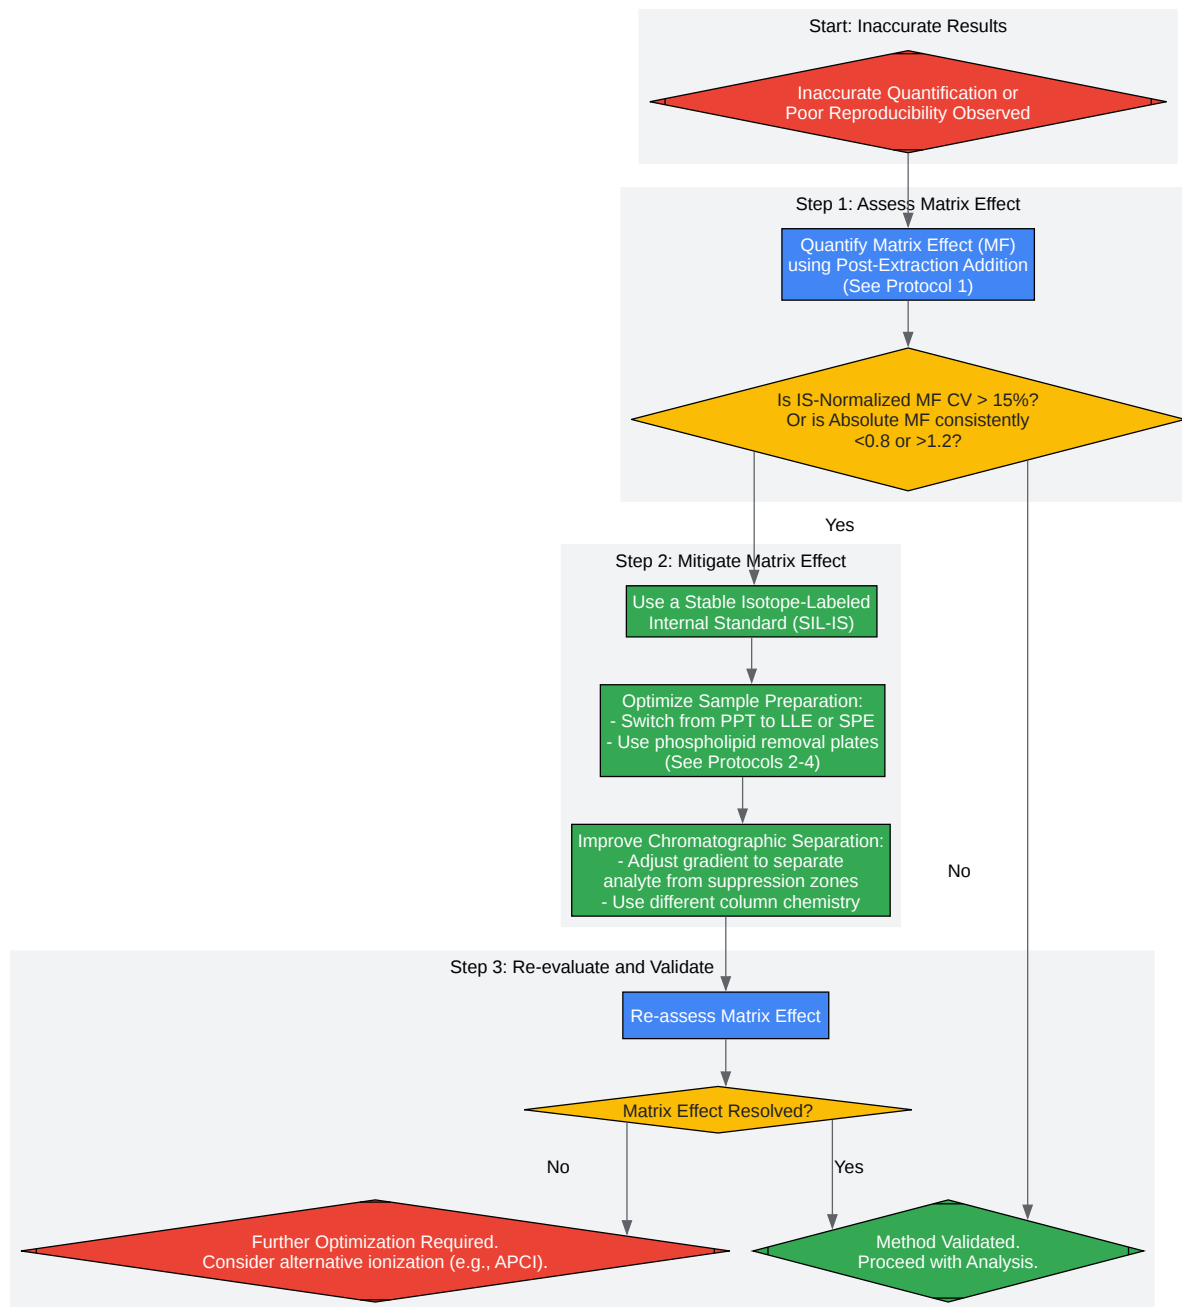 Start: Inaccurate Results
Inaccurate Quantification or
Poor Reproducibility Observed
Step 1: Assess Matrix Effect
Quantify Matrix Effect (MF)
using Post-Extraction Addition
(See Protocol 1)
Is IS-Normalized MF CV > 15%?
Or is Absolute MF consistently
<0.8 or >1.2?
Yes
Step 2: Mitigate Matrix Effect
Use a Stable Isotope-Labeled
Internal Standard (SIL-IS)
Optimize Sample Preparation:
- Switch from PPT to LLE or SPE
- Use phospholipid removal plates
(See Protocols 2-4)
Improve Chromatographic Separation:
- Adjust gradient to separate
analyte from suppression zones
- Use different column chemistry
No
Step 3: Re-evaluate and Validate
Re-assess Matrix Effect
Matrix Effect Resolved?
No
Yes
Further Optimization Required.
Consider alternative ionization (e.g., APCI).
Method Validated.
Proceed with Analysis.